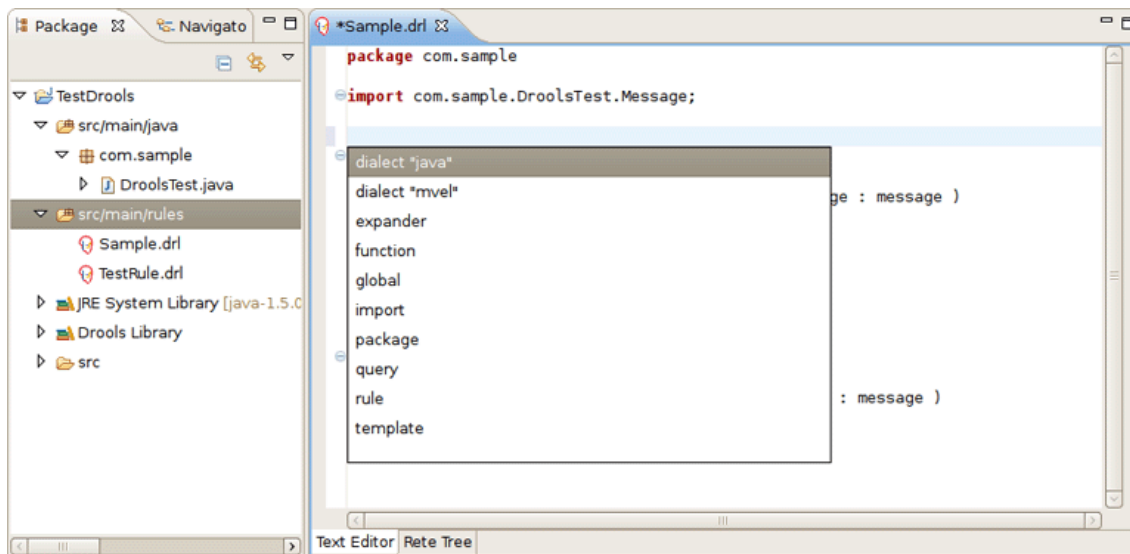 Package
Navigato
TestDrools
src/main/java
com.sample
DroolsTest.java
src/main/rules
Sample.drl
TestRule.drl
JRE System Library [java-1.5.0
Drools Library
src
*Sample.drl
package com.sample
import com.sample.DroolsTest.Message;
dialect "java"
dialect "mvel"
ge : message )
expander
function
global
import
package
query
rule
: message )
template
Text Editor
Rete Tree